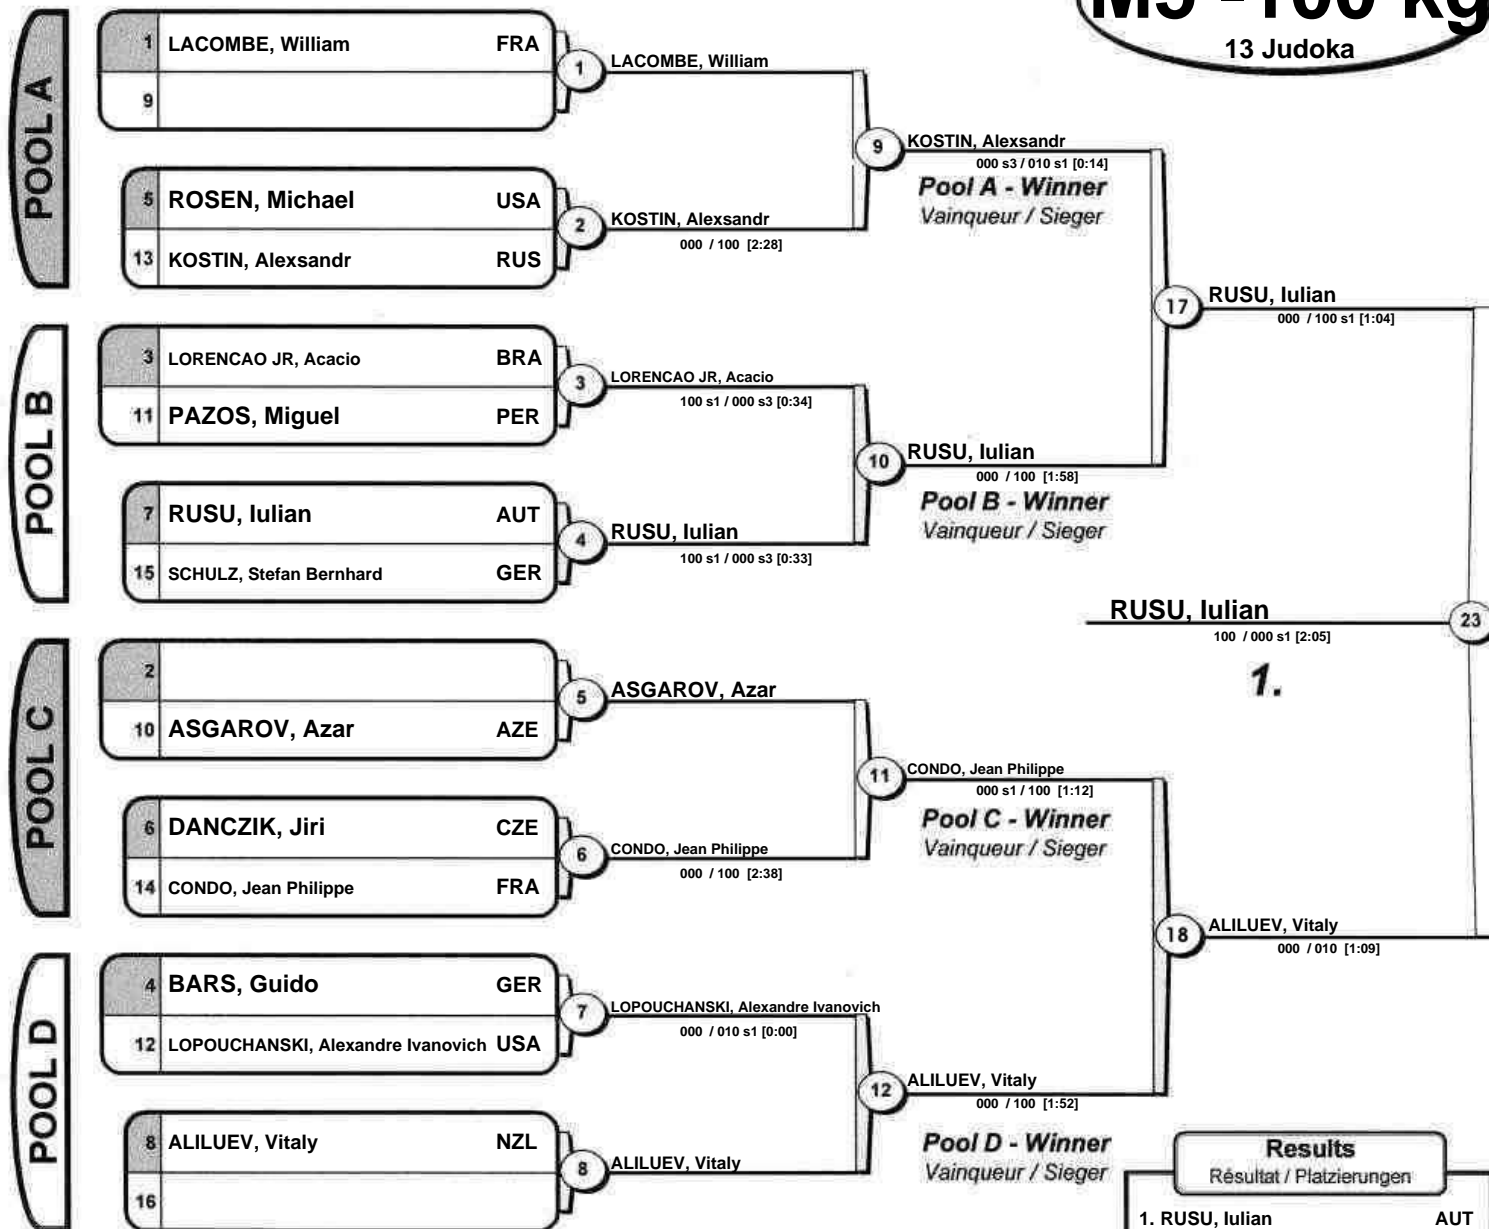 M5 -100 kg
13 Judoka
POOL A
1 LACOMBE, William FRA
9
1 LACOMBE, William
5 ROSEN, Michael USA
13 KOSTIN, Alexsandr RUS
2 KOSTIN, Alexsandr
000 / 100 [2:28]
9 KOSTIN, Alexsandr
000 s3 / 010 s1 [0:14]
Pool A - Winner
Vainqueur / Sieger
POOL B
3 LORENCAO JR, Acacio BRA
11 PAZOS, Miguel PER
3 LORENCAO JR, Acacio
100 s1 / 000 s3 [0:34]
7 RUSU, Iulian AUT
15 SCHULZ, Stefan Bernhard GER
4 RUSU, Iulian
100 s1 / 000 s3 [0:33]
10 RUSU, Iulian
000 / 100 [1:58]
Pool B - Winner
Vainqueur / Sieger
17 RUSU, Iulian
000 / 100 s1 [1:04]
RUSU, Iulian 23
100 / 000 s1 [2:05]
1.
POOL C
2
10 ASGAROV, Azar AZE
5 ASGAROV, Azar
6 DANCZIK, Jiri CZE
14 CONDO, Jean Philippe FRA
6 CONDO, Jean Philippe
000 / 100 [2:38]
11 CONDO, Jean Philippe
000 s1 / 100 [1:12]
Pool C - Winner
Vainqueur / Sieger
18 ALILUEV, Vitaly
000 / 010 [1:09]
POOL D
4 BARS, Guido GER
12 LOPOUCHANSKI, Alexandre Ivanovich USA
7 LOPOUCHANSKI, Alexandre Ivanovich
000 / 010 s1 [0:00]
8 ALILUEV, Vitaly NZL
16
8 ALILUEV, Vitaly
12 ALILUEV, Vitaly
000 / 100 [1:52]
Pool D - Winner
Vainqueur / Sieger
Results
Résultat / Platzierungen
1. RUSU, Iulian AUT